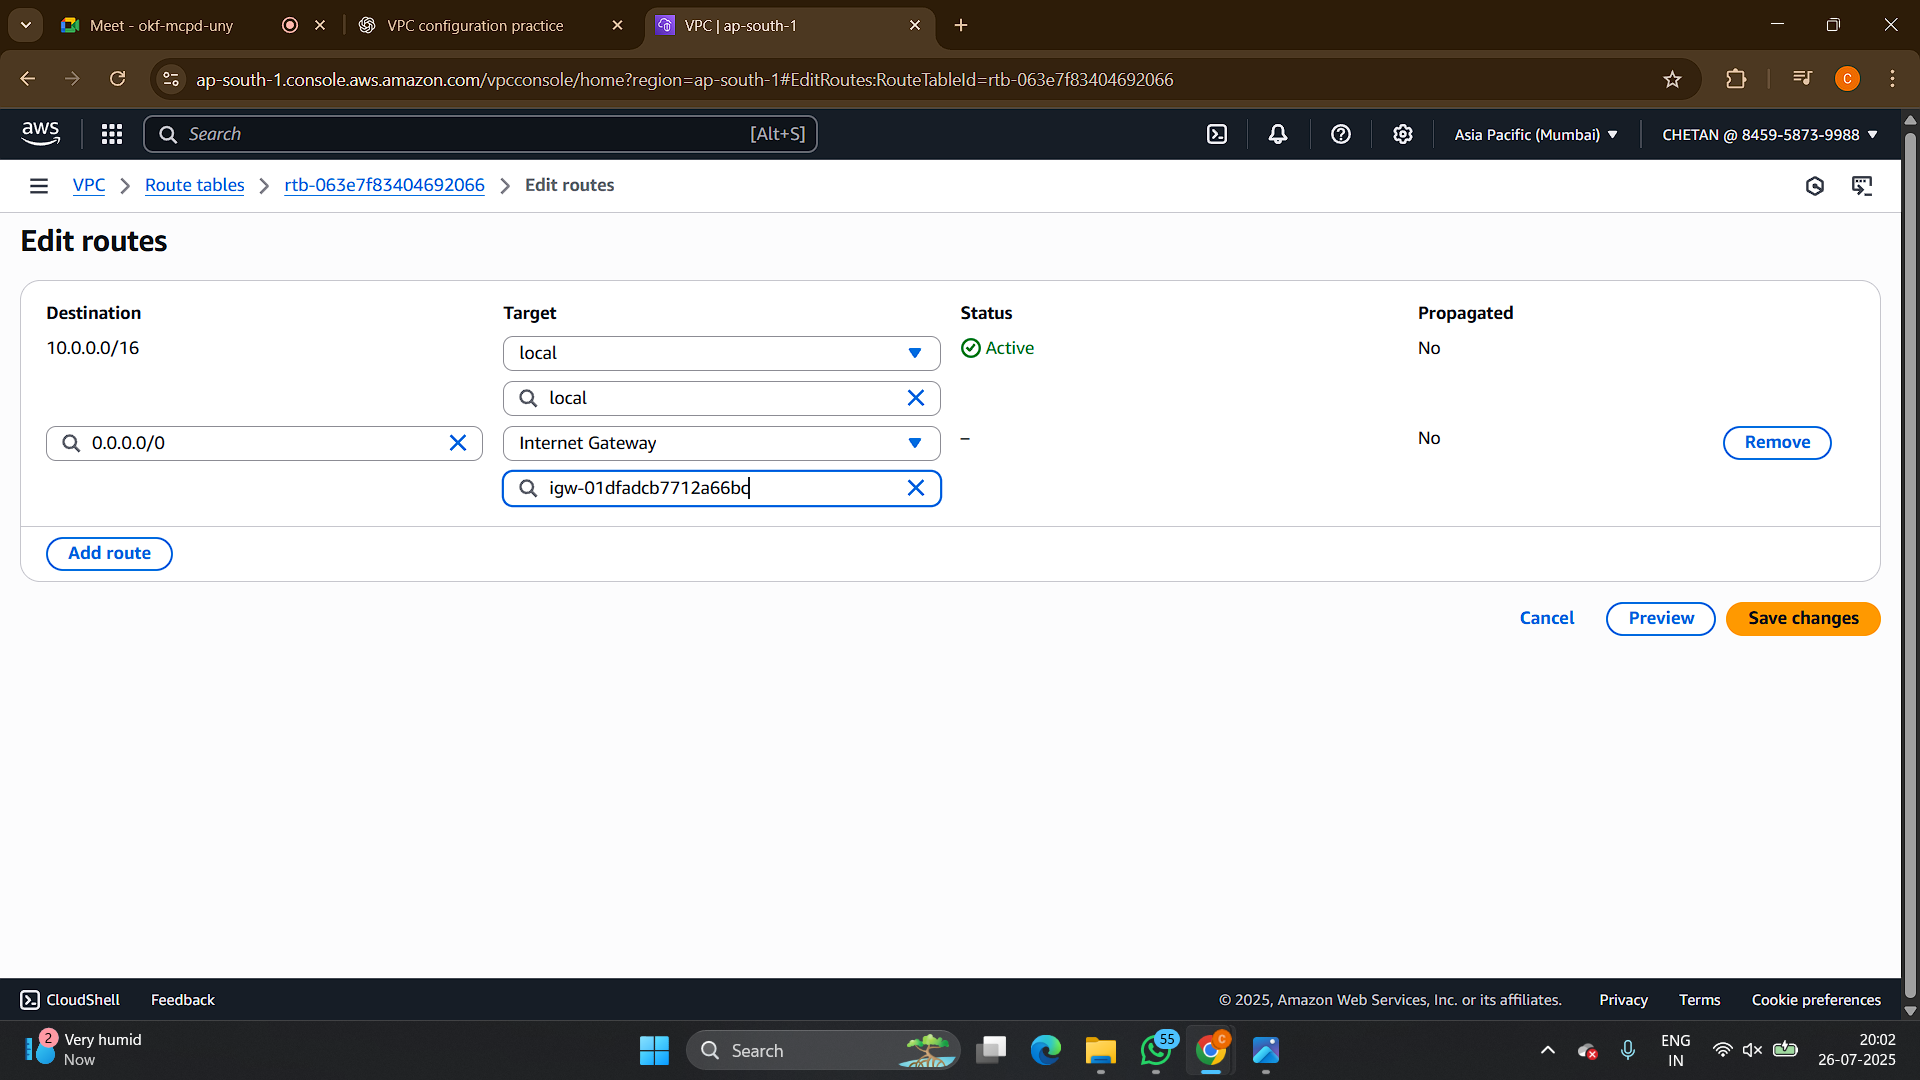 Meet - okf-mcpd-uny
VPC configuration practice
VPC | ap-south-1
ap-south-1.console.aws.amazon.com/vpcconsole/home?region=ap-south-1#EditRoutes:RouteTableId=rtb-063e7f83404692066
C
aws
Search
[Alt+S]
Asia Pacific (Mumbai)
CHETAN @ 8459-5873-9988
VPC
Route tables
rtb-063e7f83404692066
Edit routes
Edit routes
Destination
Target
Status
Propagated
10.0.0.0/16
local
Active
No
local
0.0.0.0/0
Internet Gateway
–
No
Remove
igw-01dfadcb7712a66bc
Add route
Cancel
Preview
Save changes
CloudShell
Feedback
© 2025, Amazon Web Services, Inc. or its affiliates.
Privacy
Terms
Cookie preferences
2
Very humid
Now
Search
55
C
ENG
IN
20:02
26-07-2025